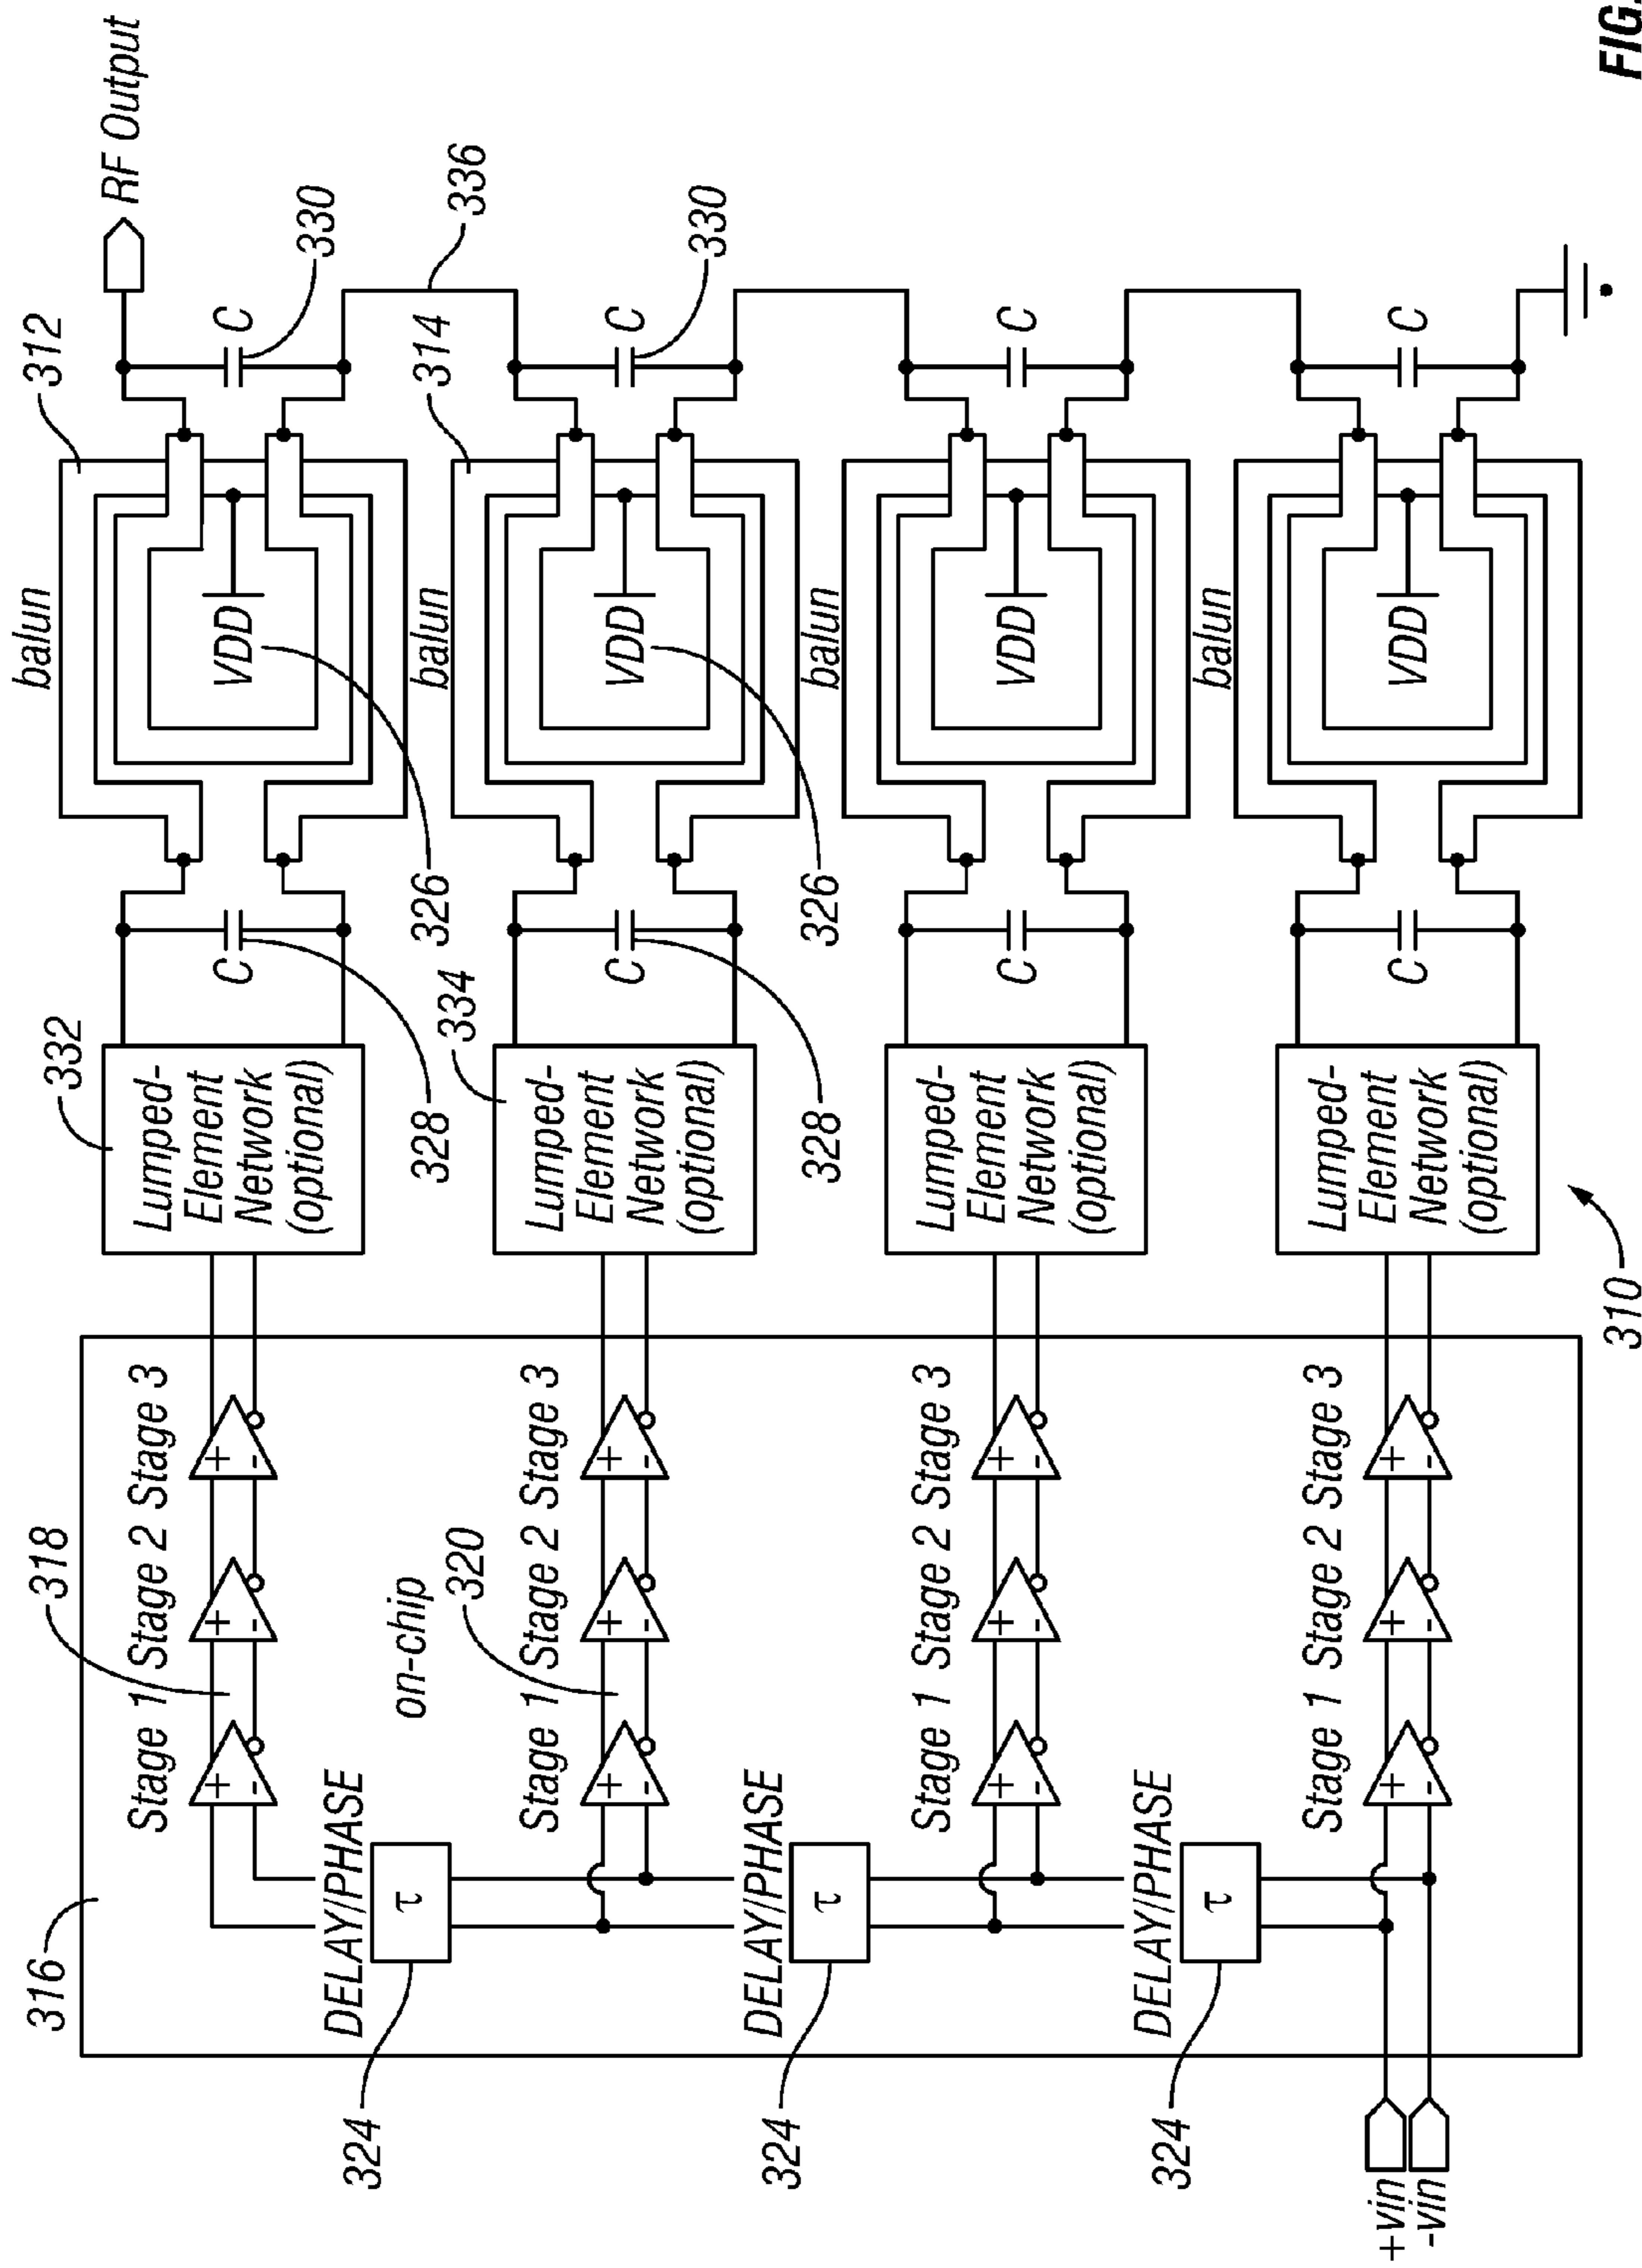 316
318
332
balun
312
RF Output
Stage 1
Stage 2
Stage 3
Lumped-
Element
Network
(optional)
C
VDD
C
330
+
-
+
-
+
-
DELAY/PHASE
324
τ
on-chip
328
326
334
balun
314
336
320
Stage 1
Stage 2
Stage 3
Lumped-
Element
Network
(optional)
C
VDD
C
330
+
-
+
-
+
-
DELAY/PHASE
324
τ
328
326
balun
Stage 1
Stage 2
Stage 3
Lumped-
Element
Network
(optional)
C
VDD
C
+
-
+
-
+
-
DELAY/PHASE
324
τ
balun
Stage 1
Stage 2
Stage 3
Lumped-
Element
Network
(optional)
C
VDD
C
+vin
-vin
+
-
+
-
+
-
310
FIG.